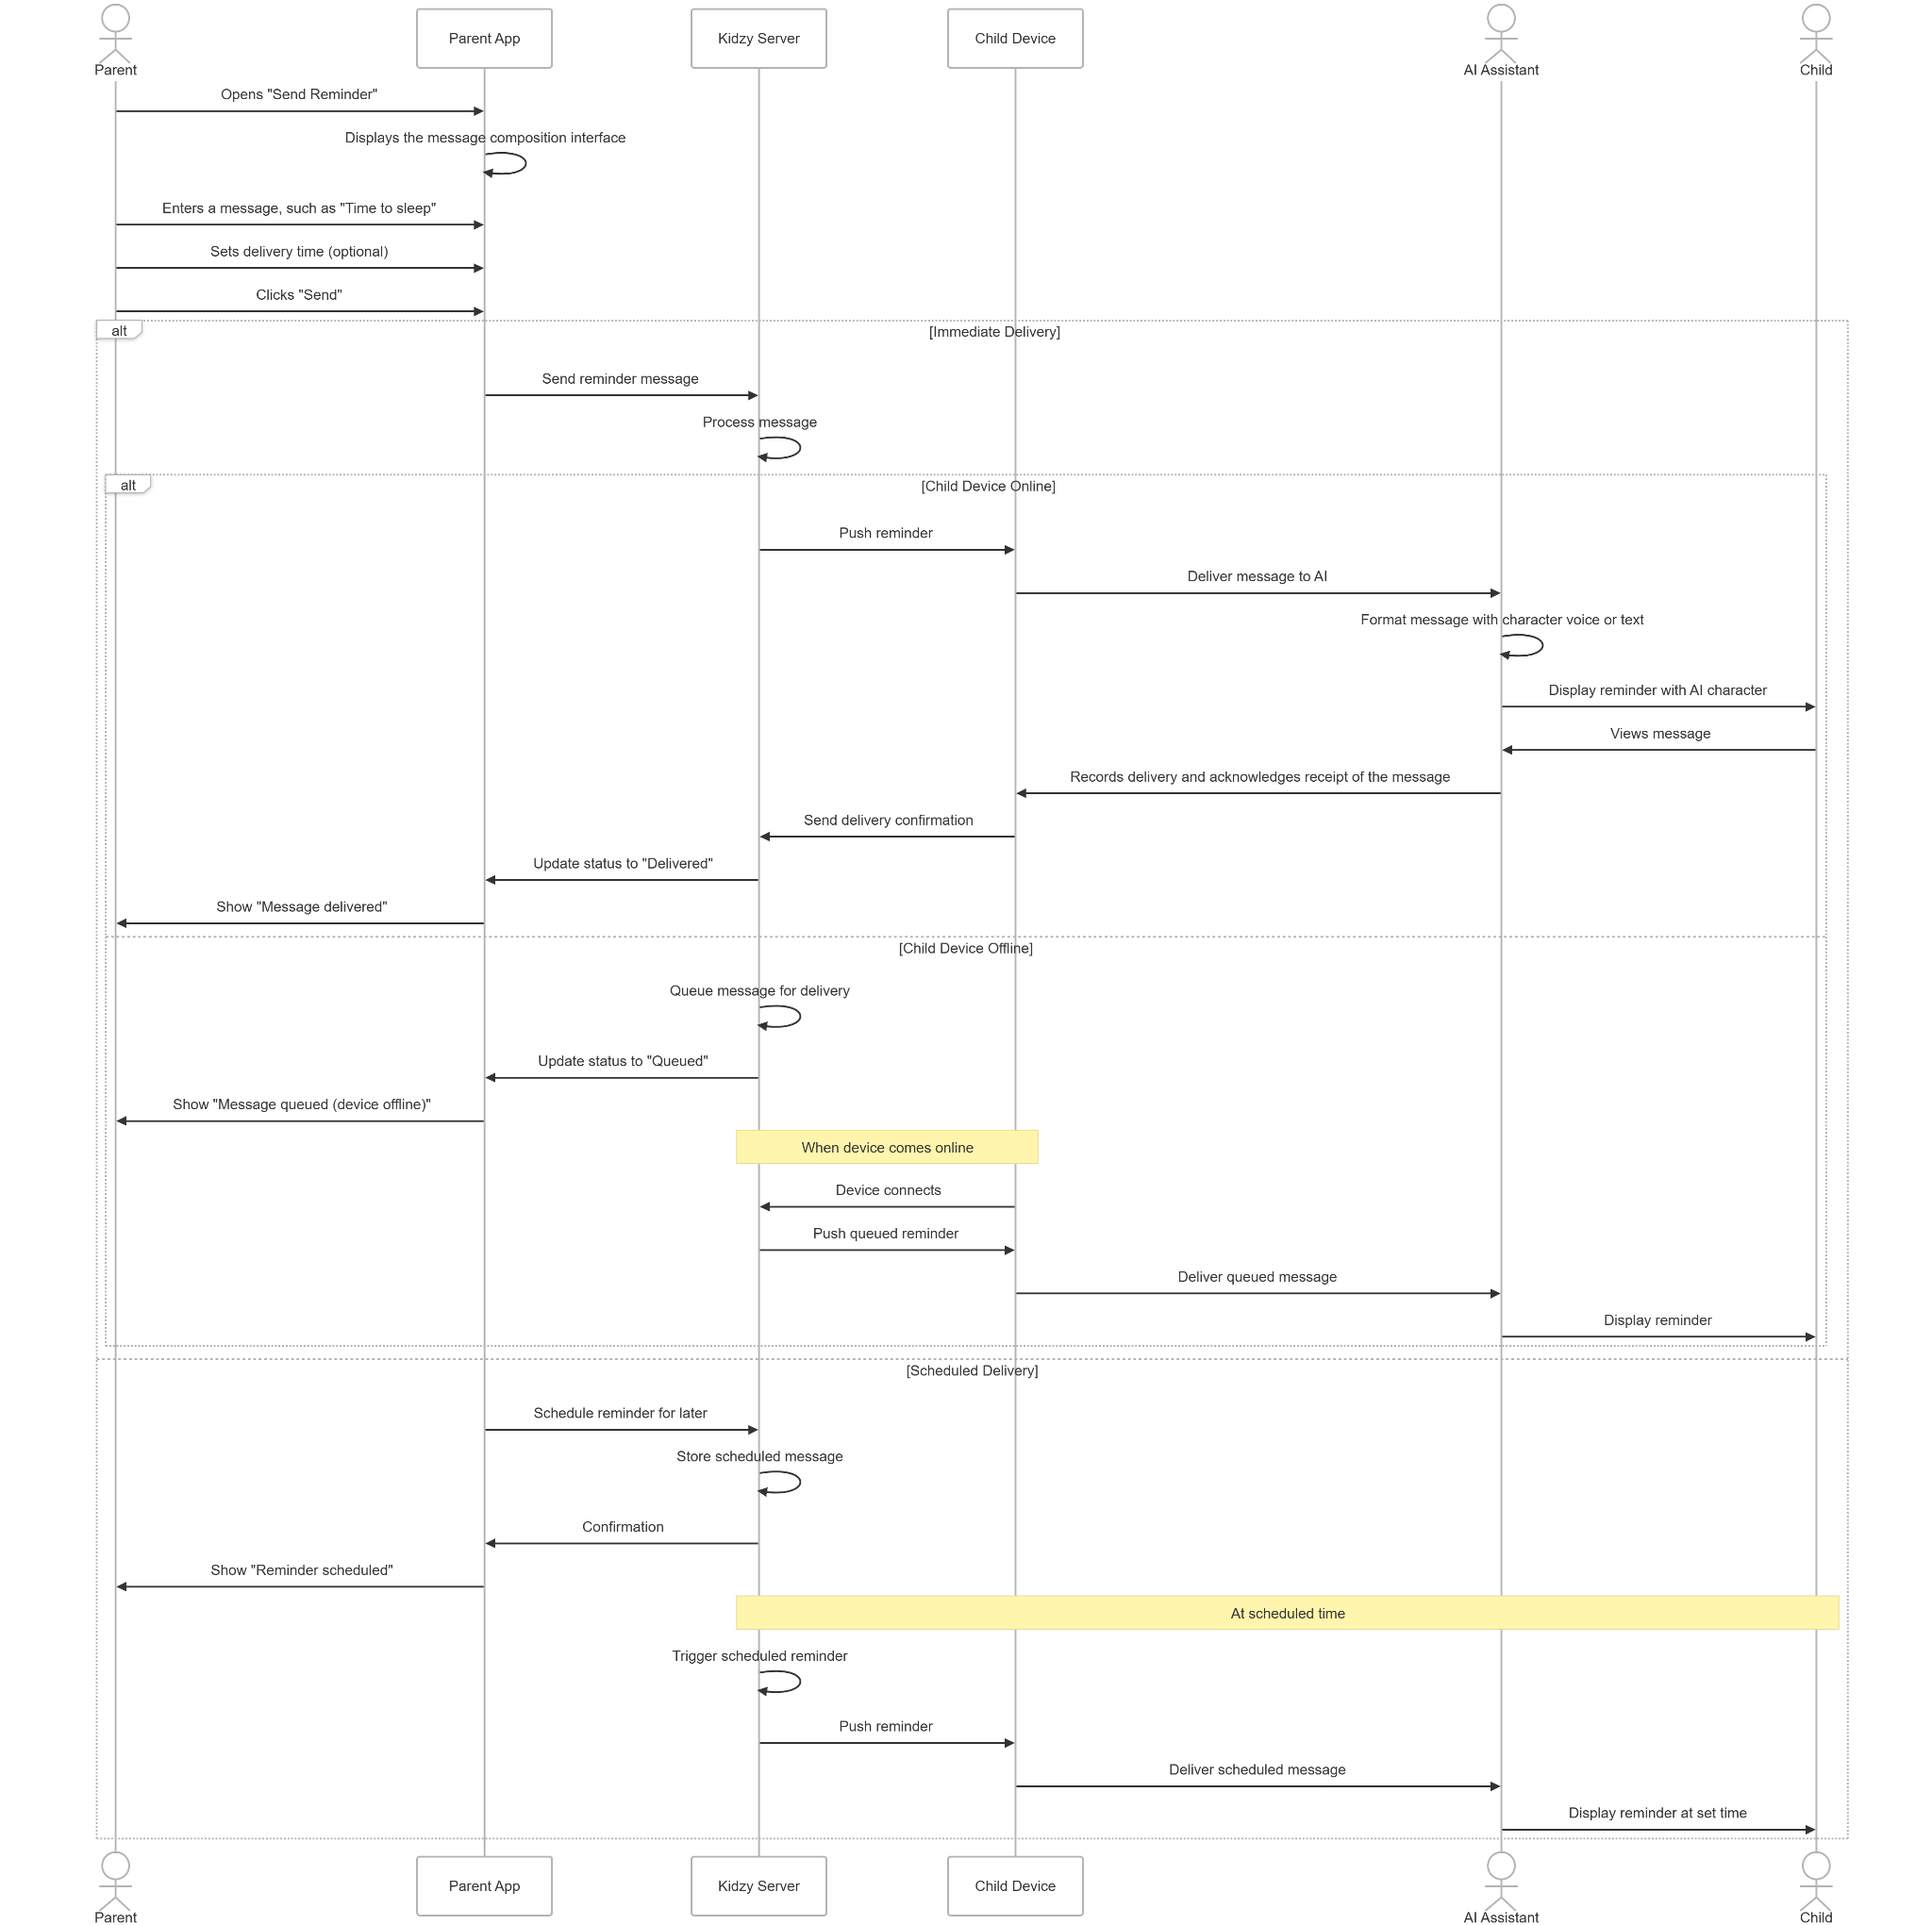 Parent
Parent App
Kidzy Server
Child Device
AI Assistant
Child
Opens "Send Reminder"
Displays the message composition interface
Enters a message, such as "Time to sleep"
Sets delivery time (optional)
Clicks "Send"
alt
[Immediate Delivery]
Send reminder message
Process message
alt
[Child Device Online]
Push reminder
Deliver message to AI
Format message with character voice or text
Display reminder with AI character
Views message
Records delivery and acknowledges receipt of the message
Send delivery confirmation
Update status to "Delivered"
Show "Message delivered"
[Child Device Offline]
Queue message for delivery
Update status to "Queued"
Show "Message queued (device offline)"
When device comes online
Device connects
Push queued reminder
Deliver queued message
Display reminder
[Scheduled Delivery]
Schedule reminder for later
Store scheduled message
Confirmation
Show "Reminder scheduled"
At scheduled time
Trigger scheduled reminder
Push reminder
Deliver scheduled message
Display reminder at set time
Parent
Parent App
Kidzy Server
Child Device
AI Assistant
Child